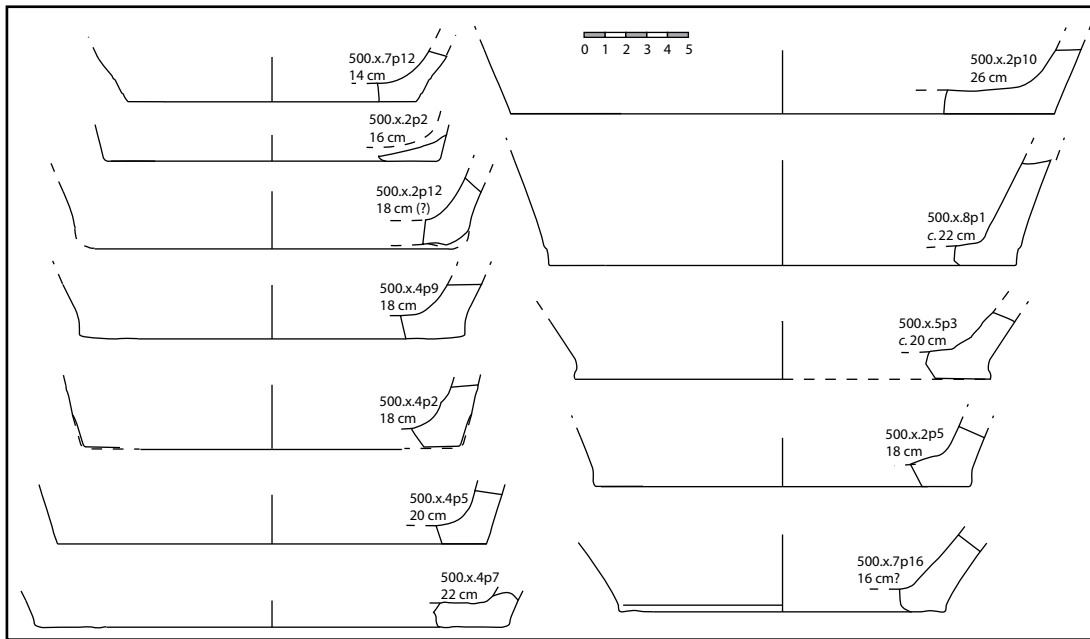 500.x.7p12
14 cm
500.x.2p2
16 cm
500.x.2p12
18 cm (?)
500.x.4p9
18 cm
500.x.4p2
18 cm
500.x.4p5
20 cm
500.x.4p7
22 cm
0 1 2 3 4 5
500.x.2p10
26 cm
500.x.8p1
c. 22 cm
500.x.5p3
c. 20 cm
500.x.2p5
18 cm
500.x.7p16
16 cm?